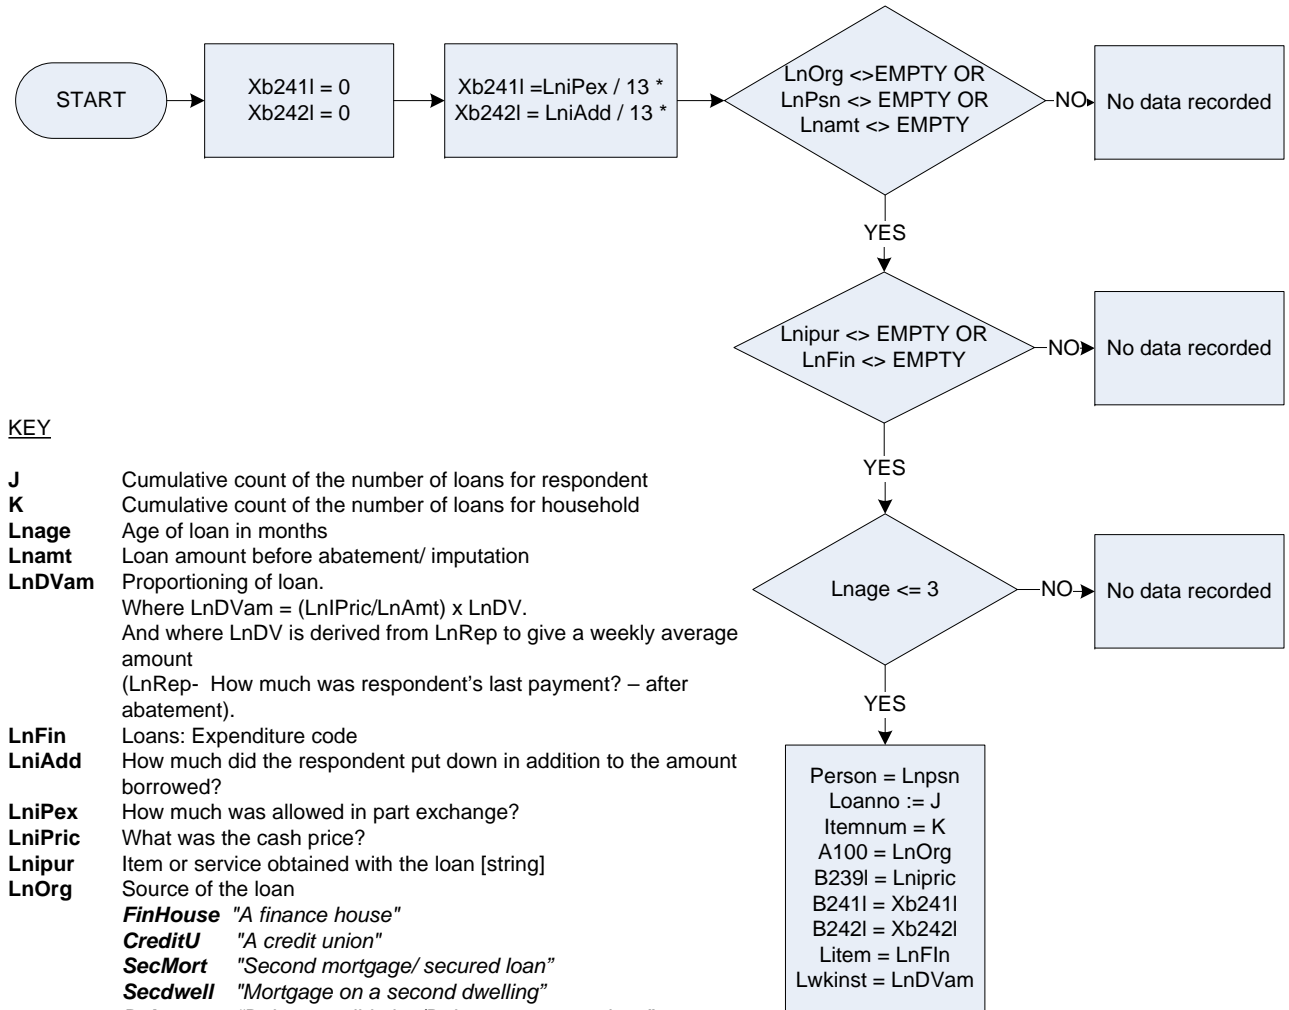 START
Xb241l = 0
Xb242l = 0
Xb241l =LniPex / 13 *
Xb242l = LniAdd / 13 *
LnOrg <>EMPTY OR
LnPsn <> EMPTY OR
Lnamt <> EMPTY
NO
No data recorded
YES
Lnipur <> EMPTY OR
LnFin <> EMPTY
NO
No data recorded
YES
Lnage <= 3
NO
No data recorded
YES
Person = Lnpsn
Loanno := J
Itemnum = K
A100 = LnOrg
B239l = Lnipric
B241l = Xb241l
B242l = Xb242l
Litem = LnFIn
Lwkinst = LnDVam
KEY
J Cumulative count of the number of loans for respondent
K Cumulative count of the number of loans for household
Lnage Age of loan in months
Lnamt Loan amount before abatement/ imputation
LnDVam Proportioning of loan.
Where LnDVam = (LnIPric/LnAmt) x LnDV.
And where LnDV is derived from LnRep to give a weekly average
amount
(LnRep- How much was respondent's last payment? – after
abatement).
LnFin Loans: Expenditure code
LniAdd How much did the respondent put down in addition to the amount
borrowed?
LniPex How much was allowed in part exchange?
LniPric What was the cash price?
Lnipur Item or service obtained with the loan [string]
LnOrg Source of the loan
FinHouse "A finance house"
CreditU "A credit union"
SecMort "Second mortgage/ secured loan”
Secdwell "Mortgage on a second dwelling”